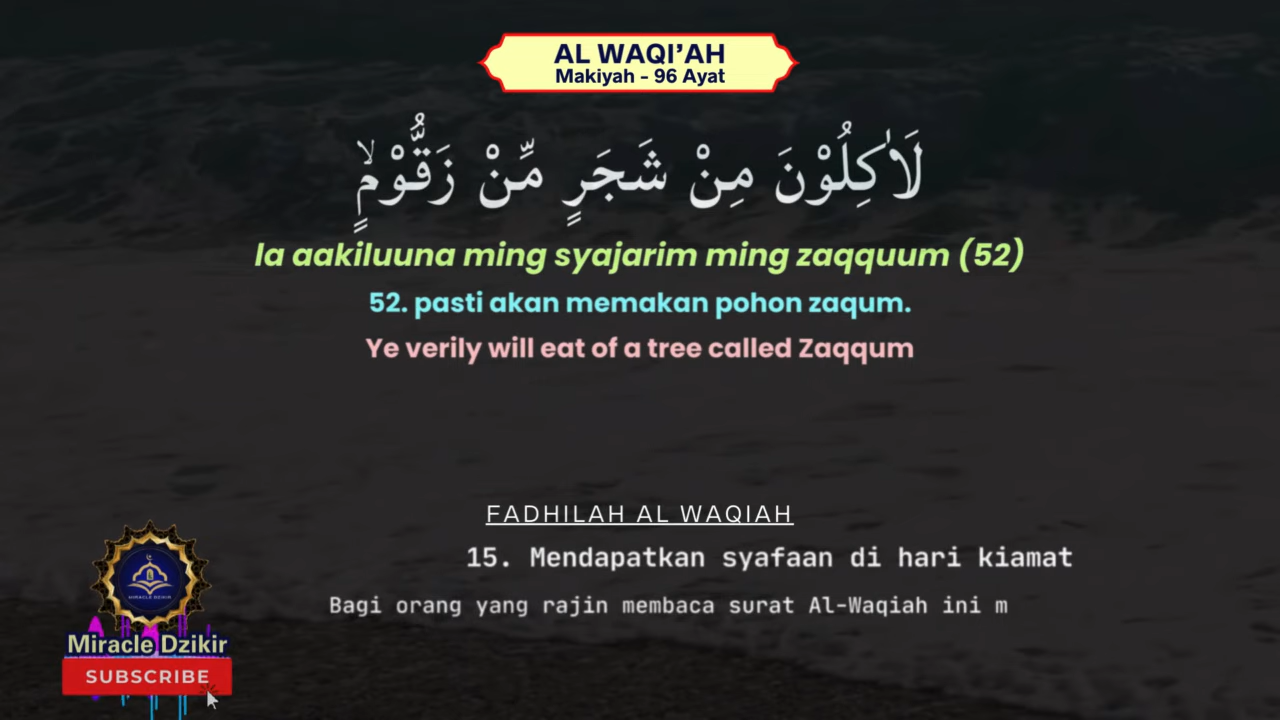 AL WAQI’AH
Makiyah - 96 Ayat
لَاٰكِلُوْنَ مِنْ شَجَرٍ مِّنْ زَقُّوْمٍۙ
la aakiluuna ming syajarim ming zaqquum (52)
52. pasti akan memakan pohon zaqum.
Ye verily will eat of a tree called Zaqqum
FADHILAH AL WAQIAH
15. Mendapatkan syafaan di hari kiamat
Bagi orang yang rajin membaca surat Al-Waqiah ini m
MIRACLE DZIKIR
Miracle Dzikir
SUBSCRIBE